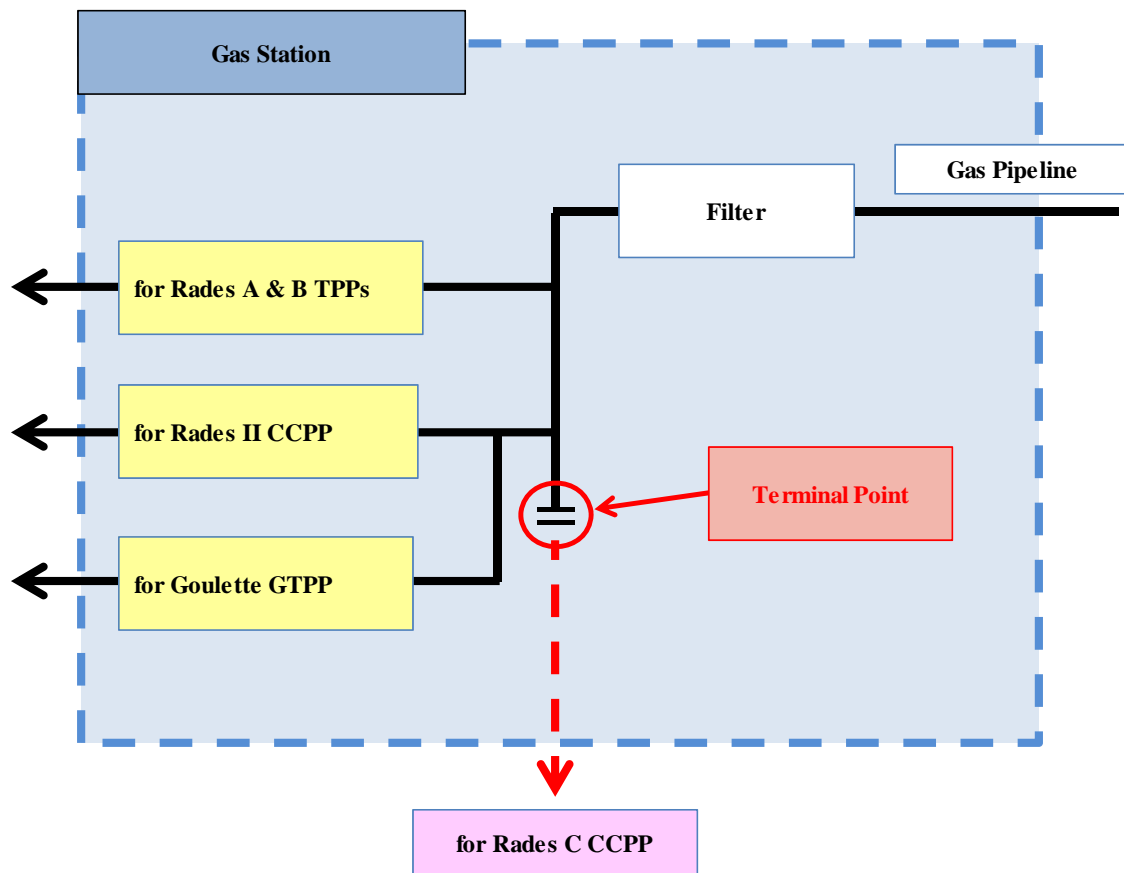 Gas Station
Gas Pipeline
Filter
for Rades A & B TPPs
for Rades II CCPP
Terminal Point
for Goulette GTPP
for Rades C CCPP